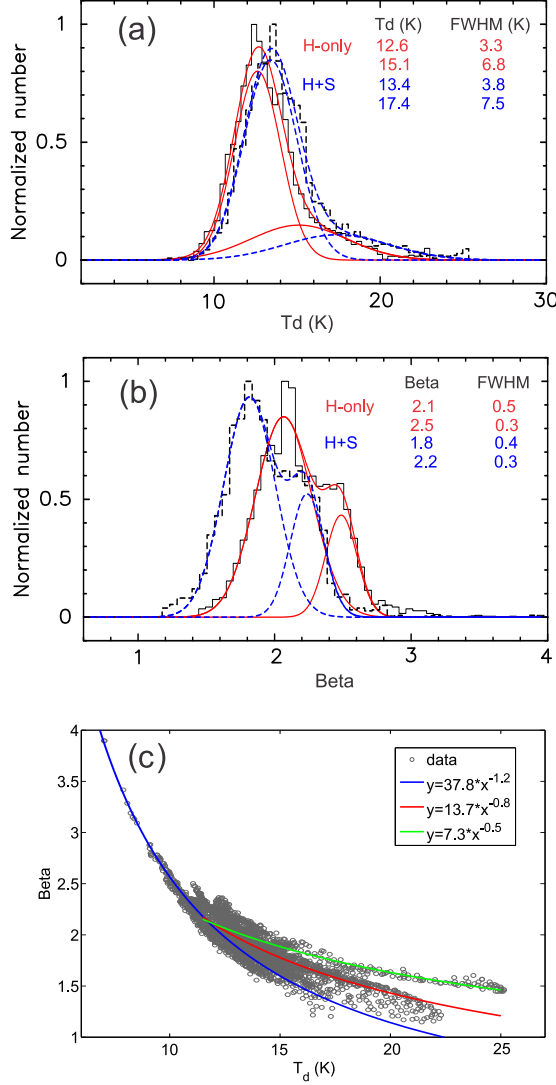 (a)
Td (K) FWHM (K)
H-only 12.6 3.3
15.1 6.8
H+S 13.4 3.8
17.4 7.5
Normalized number
1
0.5
0
10 20 30
Td (K)
(b)
Beta FWHM
H-only 2.1 0.5
2.5 0.3
H+S 1.8 0.4
2.2 0.3
Normalized number
1
0.5
0
1 2 3 4
Beta
(c)
data
y=37.8*x^-1.2
y=13.7*x^-0.8
y=7.3*x^-0.5
Beta
4
3.5
3
2.5
2
1.5
1
10 15 20 25
T_d (K)